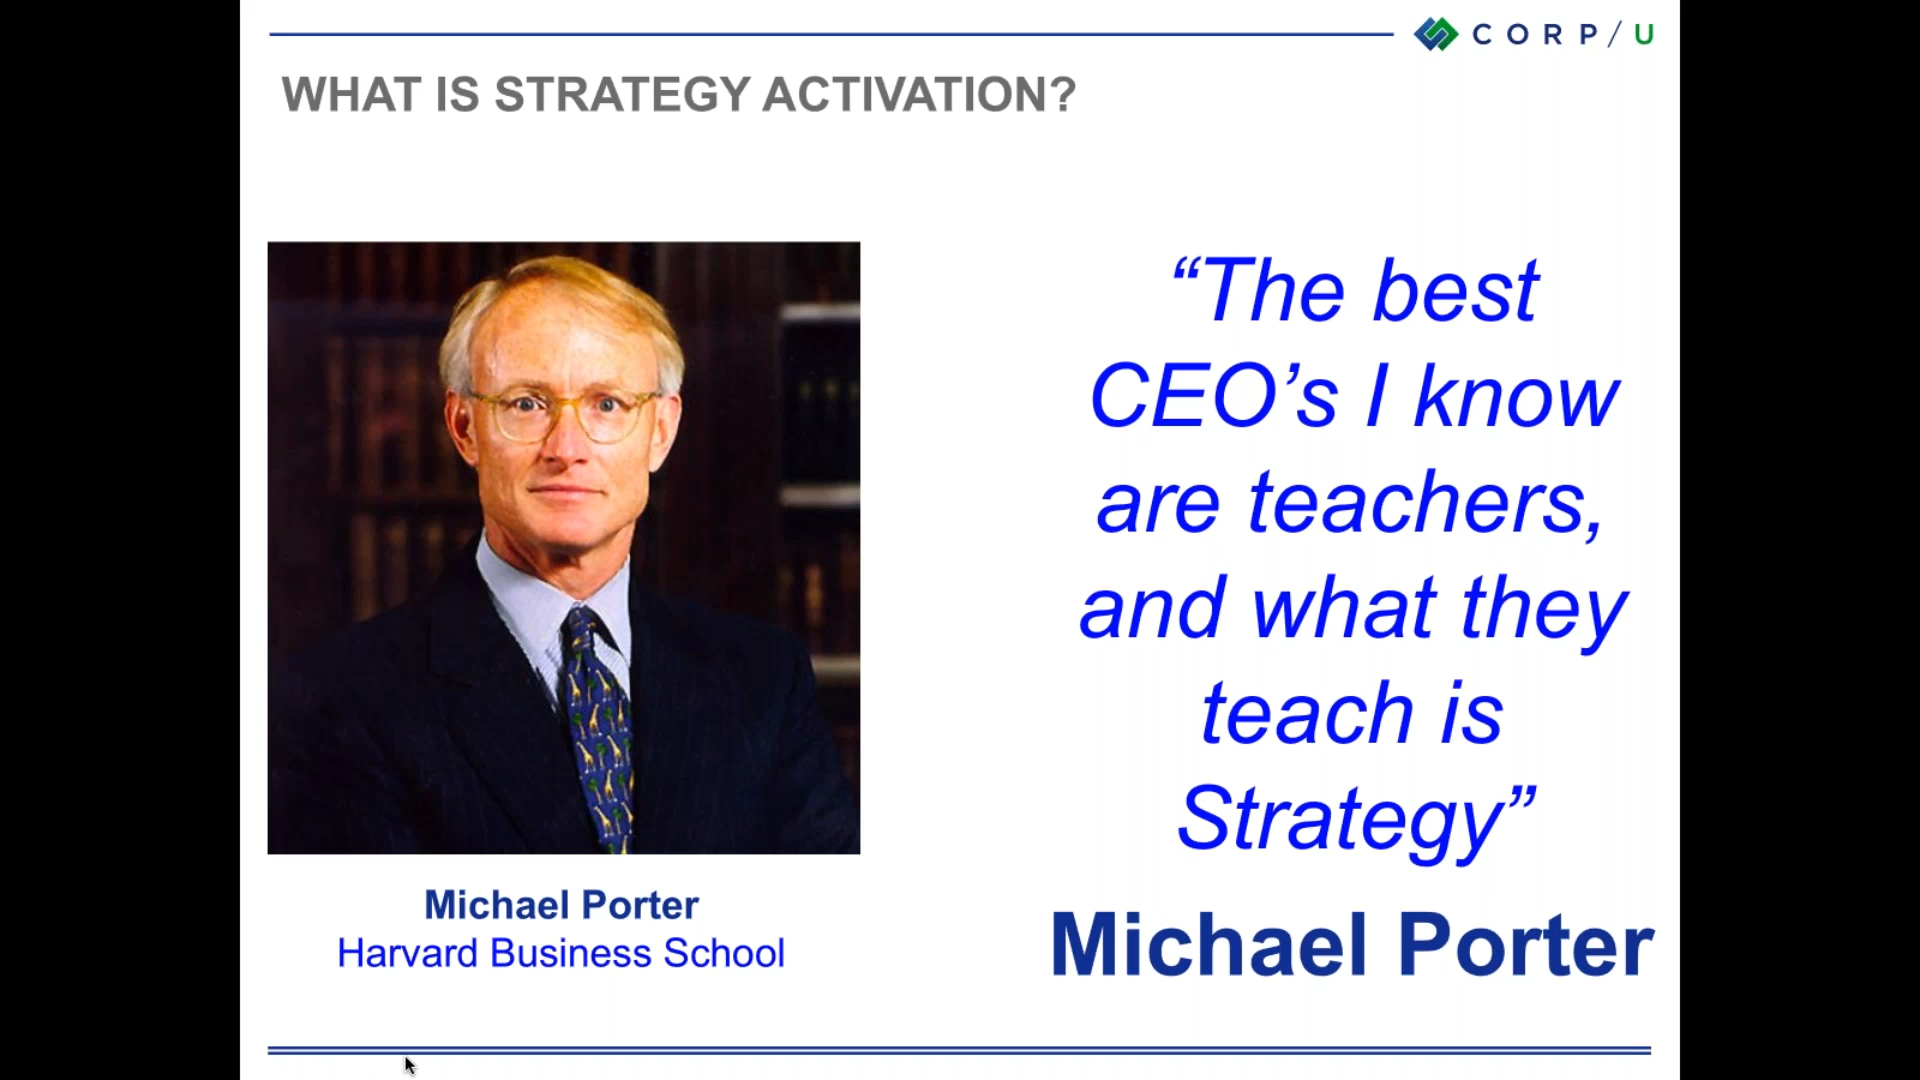 CORP/U
WHAT IS STRATEGY ACTIVATION?
“The best
CEO’s I know
are teachers,
and what they
teach is
Strategy”
Michael Porter
Michael Porter
Harvard Business School